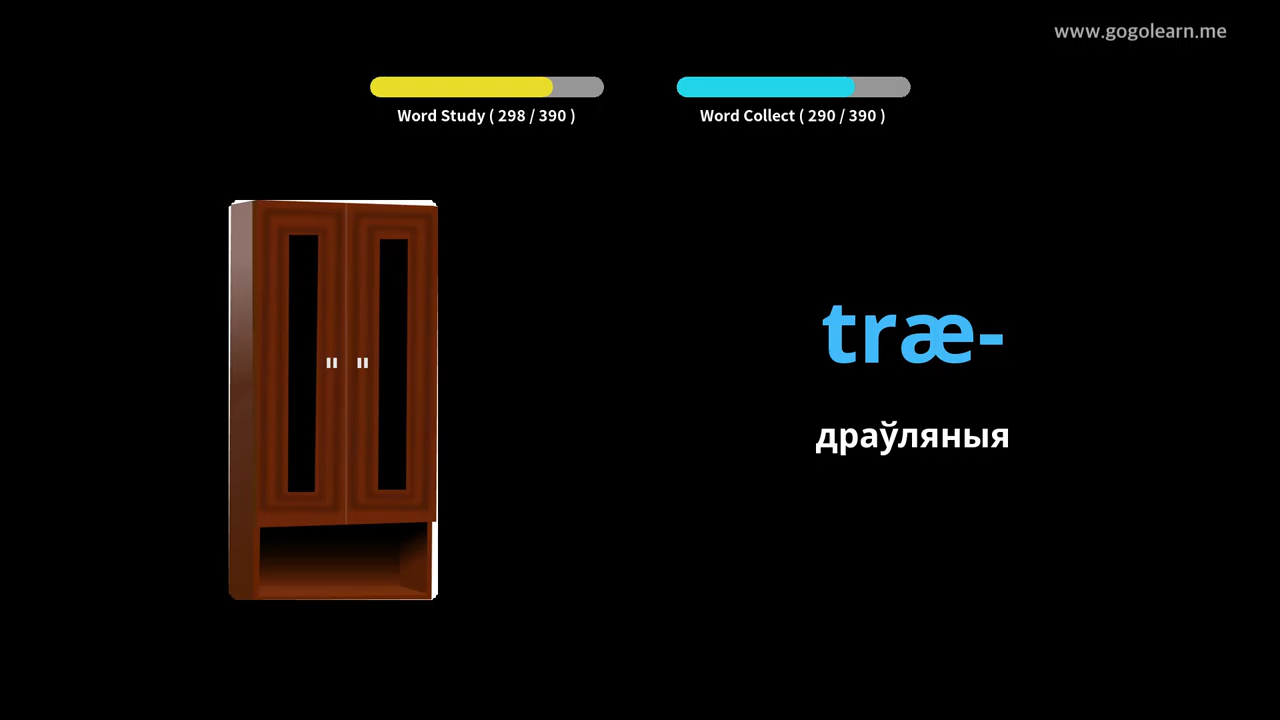 www.gogolearn.me
Word Study ( 298 / 390 )
Word Collect ( 290 / 390 )
træ-
драўляныя